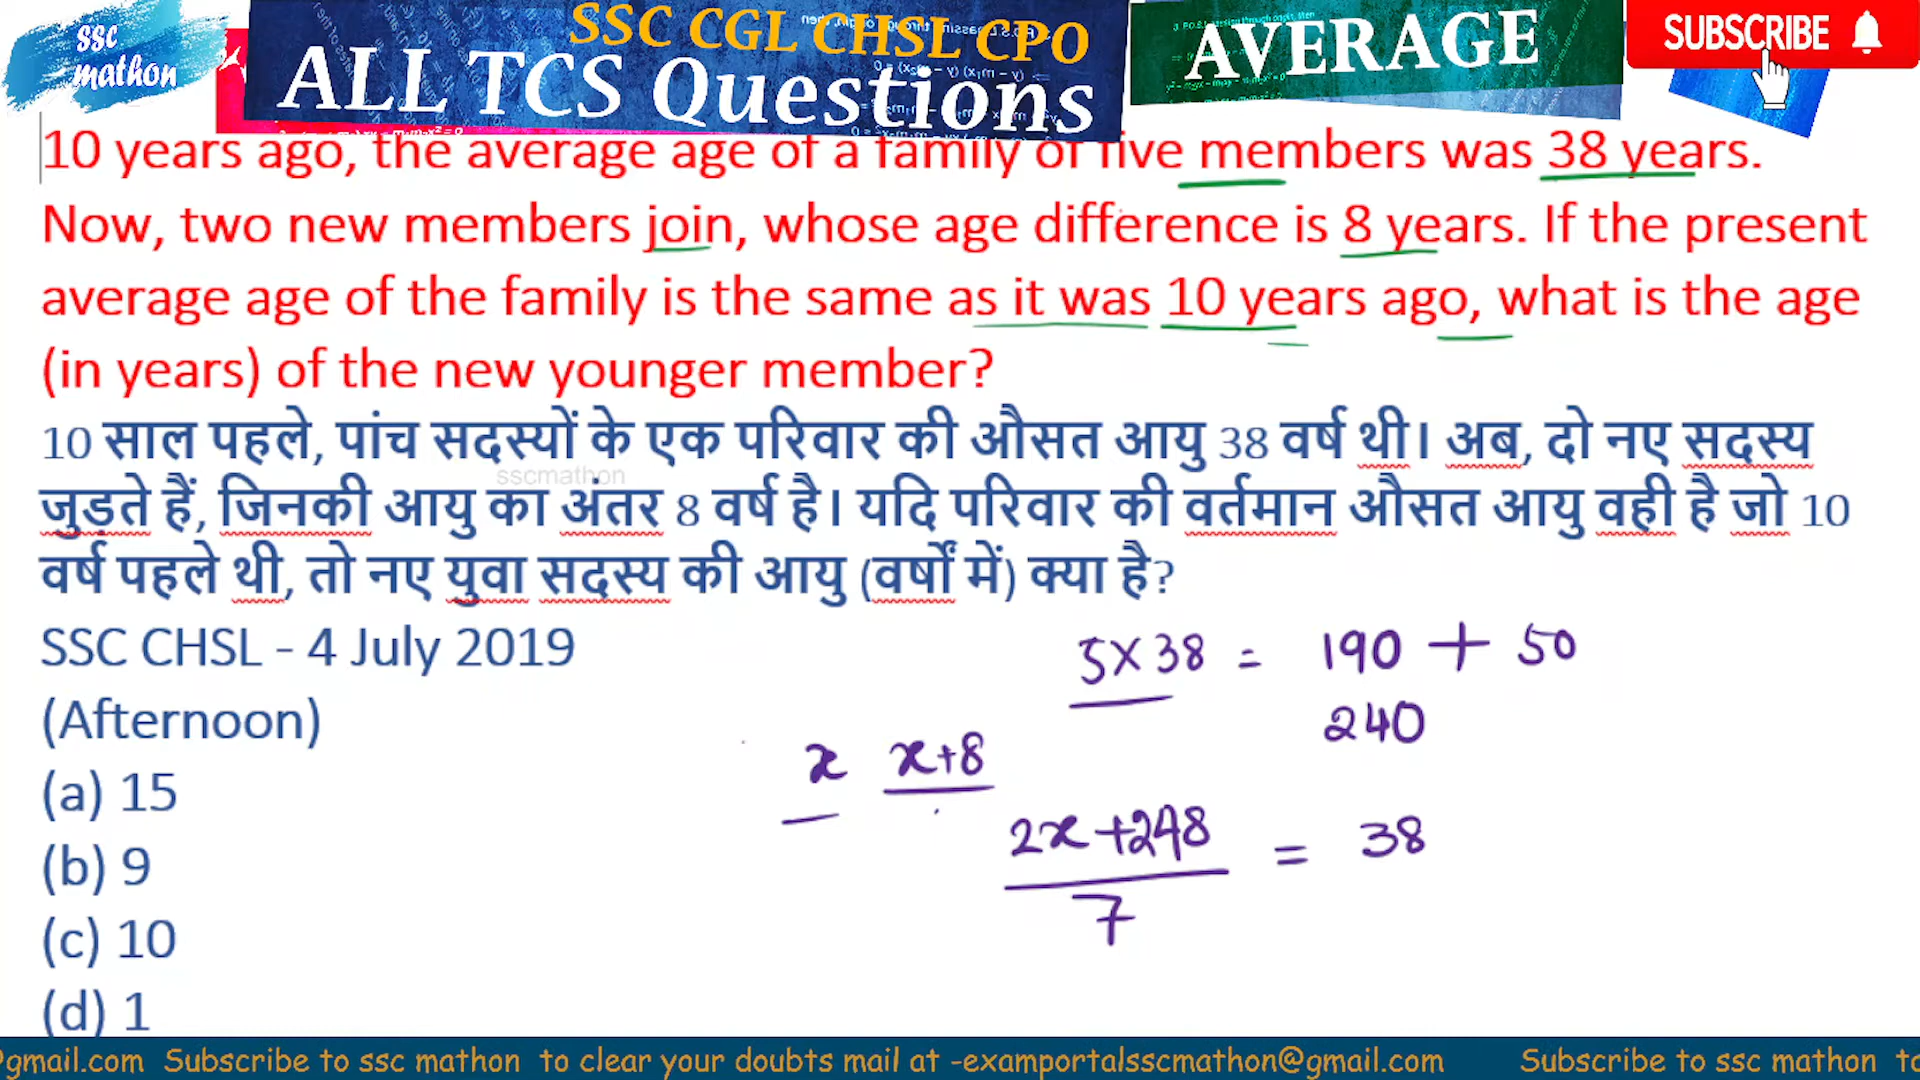 ssc mathon
SSC CGL CHSL CPO
ALL TCS Questions
AVERAGE
SUBSCRIBE
10 years ago, the average age of a family of five members was 38 years.
Now, two new members join, whose age difference is 8 years. If the present
average age of the family is the same as it was 10 years ago, what is the age
(in years) of the new younger member?
10 साल पहले, पांच सदस्यों के एक परिवार की औसत आयु 38 वर्ष थी। अब, दो नए सदस्य
sscmathon
जुडते हैं, जिनकी आयु का अंतर 8 वर्ष है। यदि परिवार की वर्तमान औसत आयु वही है जो 10
वर्ष पहले थी, तो नए युवा सदस्य की आयु (वर्षों में) क्या है?
SSC CHSL - 4 July 2019
(Afternoon)
(a) 15
(b) 9
(c) 10
(d) 1
5 x 38 = 190 + 50
240
x x+8
2x+248 = 38
7
@gmail.com Subscribe to ssc mathon to clear your doubts mail at -examportalsscmathon@gmail.com Subscribe to ssc mathon to